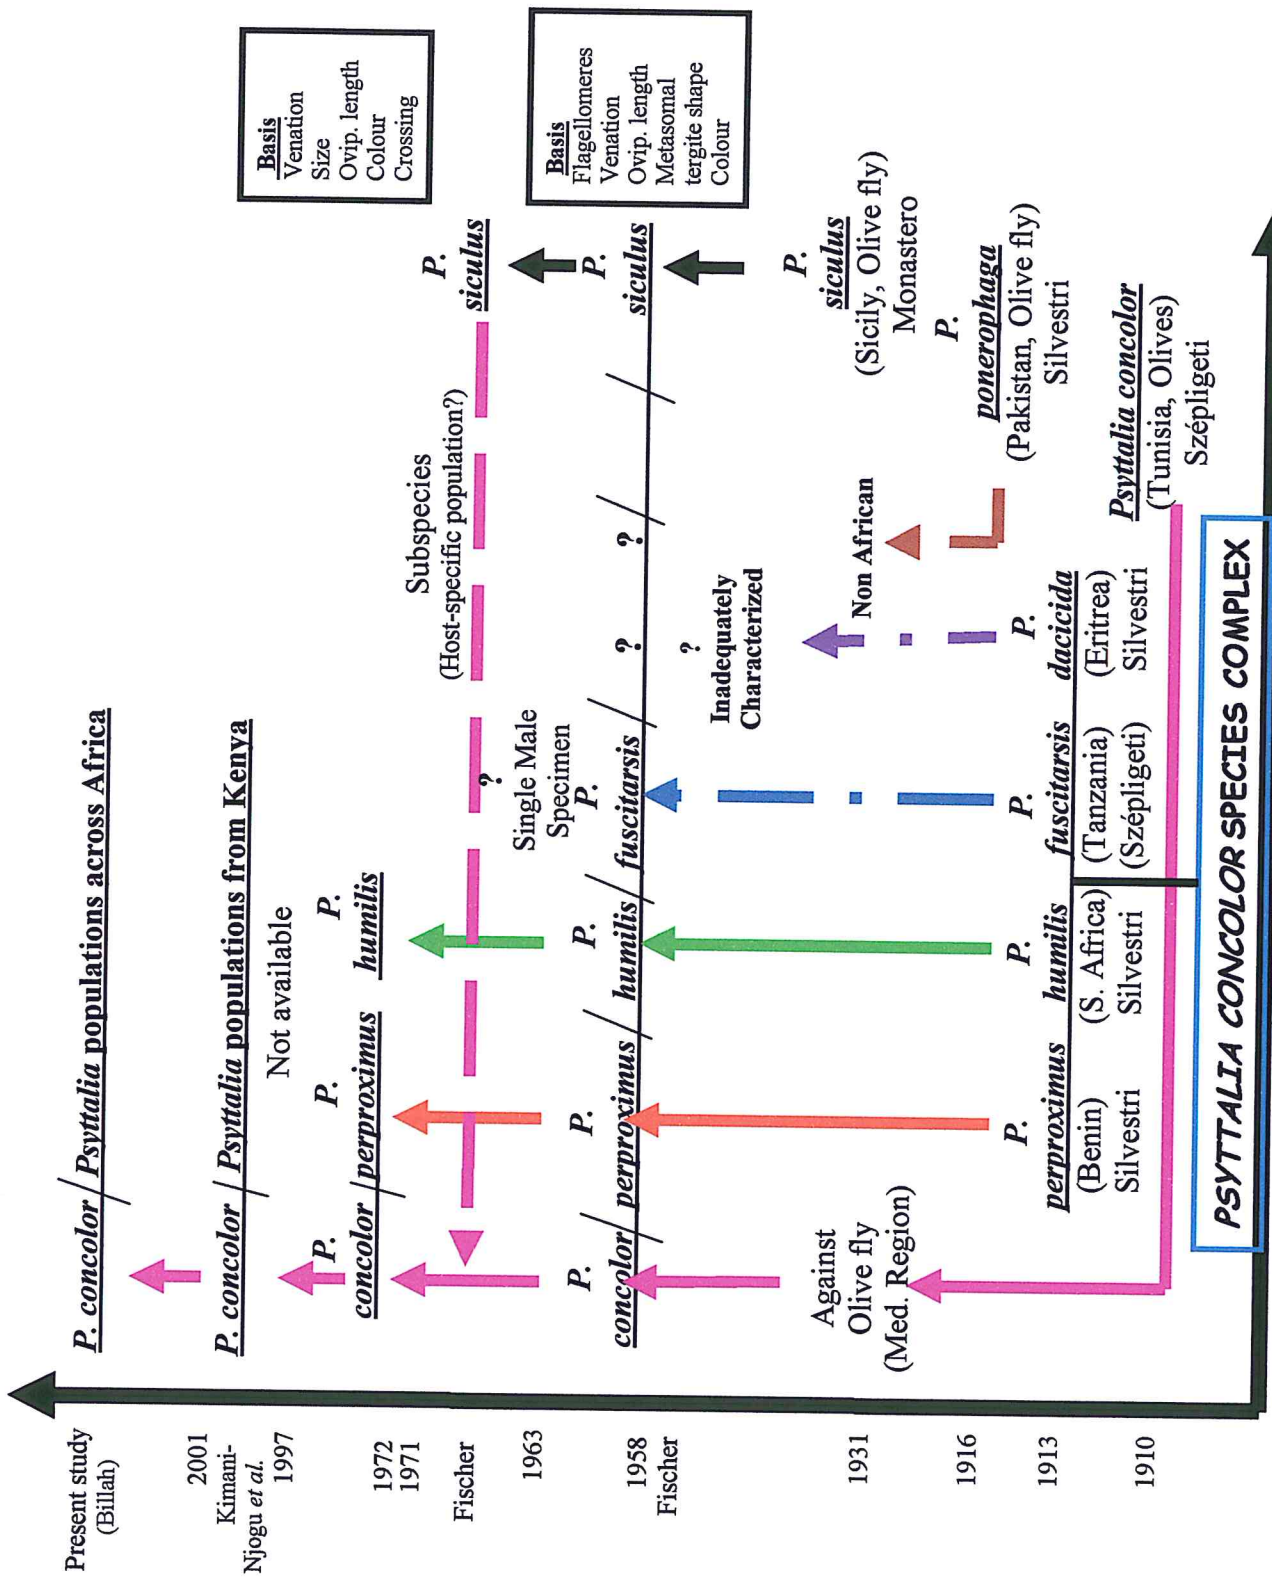 Present study
(Billah)
2001
Kimani-
Njogu et al.
1997
1972
1971
Fischer
1963
1958
Fischer
1931
1916
1913
1910
P. concolor / Psyttalia populations across Africa
P. concolor / Psyttalia populations from Kenya
Not available
P.
concolor /
P.
perproximus
P.
humilis
Subspecies
(Host-specific population?)
P.
siculus
?
Single Male
Specimen
P.
concolor /
P.
perproximus /
P.
humilis /
P.
fuscitarsis /
? / ? /
P.
siculus
Basis
Venation
Size
Ovip. length
Colour
Crossing
Basis
Flagellomeres
Venation
Ovip. length
Metasomal
tergite shape
Colour
Against
Olive fly
(Med. Region)
?
Inadequately
Characterized
Non African
P.
siculus
(Sicily, Olive fly)
Monastero
P.
ponerophaga
(Pakistan, Olive fly)
Silvestri
P.
perproximus
(Benin)
Silvestri
P.
humilis
(S. Africa)
Silvestri
P.
fuscitarsis
(Tanzania)
(Szépligeti)
P.
dacicida
(Eritrea)
Silvestri
Psyttalia concolor
(Tunisia, Olives)
Szépligeti
PSYTTALIA CONCOLOR SPECIES COMPLEX